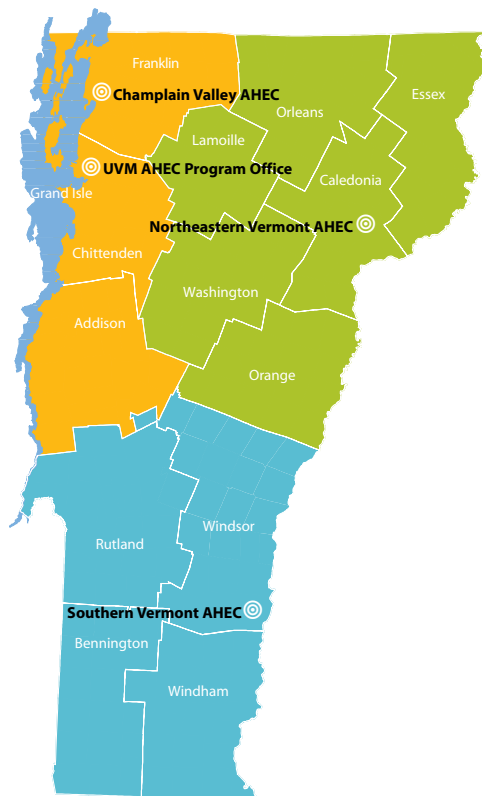 Franklin
Essex
Champlain Valley AHEC
Orleans
Lamoille
Caledonia
UVM AHEC Program Office
Grand Isle
Northeastern Vermont AHEC
Chittenden
Washington
Addison
Orange
Windsor
Rutland
Southern Vermont AHEC
Bennington
Windham